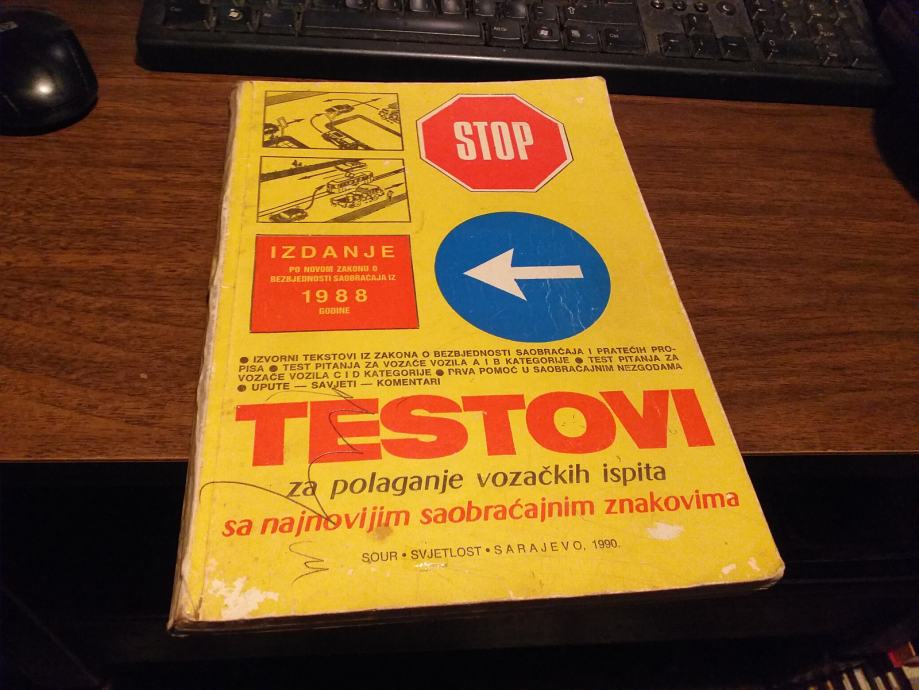 STOP
IZDANJE
PO NOVOM ZAKONU O
BEZBJEDNOSTI SAOBRAĆAJA IZ
1988
GODINE
● IZVORNI TEKSTOVI IZ ZAKONA O BEZBJEDNOSTI SAOBRAĆAJA I PRATEĆIH PRO-
PISA ● TEST PITANJA ZA VOZAČE VOZILA A I B KATEGORIJE ● TEST PITANJA ZA
VOZAČE VOZILA C I D KATEGORIJE ● PRVA POMOĆ U SAOBRAĆAJNIM NEZGODAMA
● UPUTE — SAVJETI — KOMENTARI
TESTOVI
za polaganje vozačkih ispita
sa najnovijim saobraćajnim znakovima
SOUR • SVJETLOST • SARAJEVO, 1990.